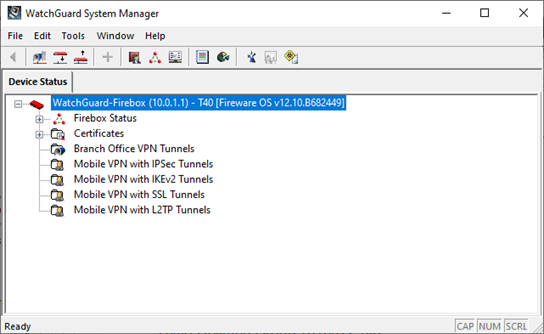 WatchGuard System Manager
File Edit Tools Window Help
Device Status
WatchGuard-Firebox (10.0.1.1) - T40 [Fireware OS v12.10.B682449]
Firebox Status
Certificates
Branch Office VPN Tunnels
Mobile VPN with IPSec Tunnels
Mobile VPN with IKEv2 Tunnels
Mobile VPN with SSL Tunnels
Mobile VPN with L2TP Tunnels
Ready CAP NUM SCRL